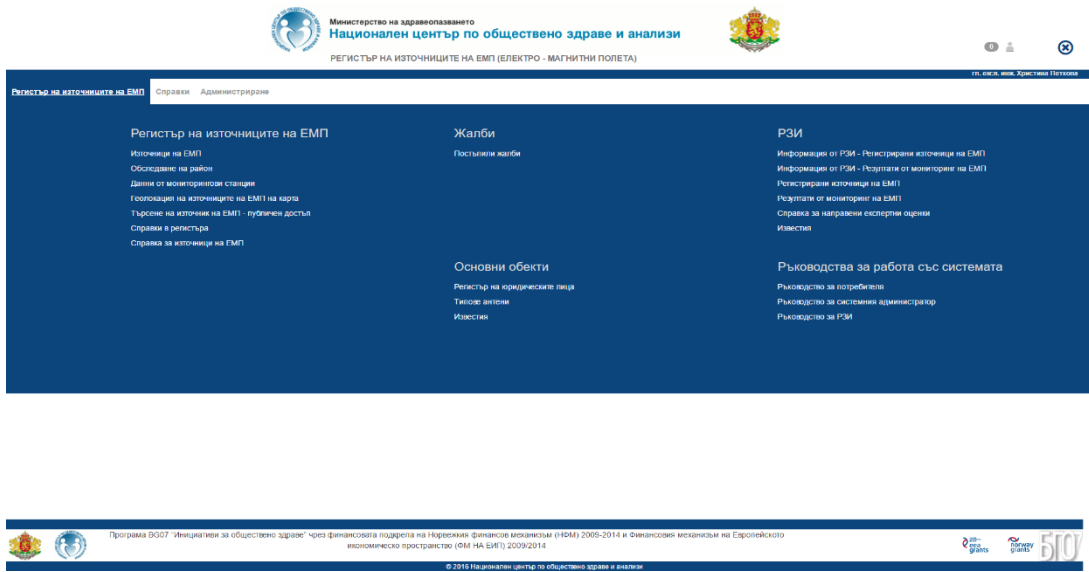 Министерство на здравеопазването
Национален център по обществено здраве и анализи
РЕГИСТЪР НА ИЗТОЧНИЦИТЕ НА ЕМП (ЕЛЕКТРО - МАГНИТНИ ПОЛЕТА)
0
гл. експ. инж. Христина Петкова
Регистър на източниците на ЕМП Справки Администриране
Регистър на източниците на ЕМП
Източници на ЕМП
Обследване на район
Данни от мониторингови станции
Геолокация на източниците на ЕМП на карта
Търсене на източник на ЕМП - публичен достъп
Справки в регистъра
Справка за източници на ЕМП
Жалби
Постъпили жалби
РЗИ
Информация от РЗИ - Регистрирани източници на ЕМП
Информация от РЗИ - Резултати от мониторинг на ЕМП
Регистрирани източници на ЕМП
Резултати от мониторинг на ЕМП
Справка за направени експертни оценки
Известия
Основни обекти
Регистър на юридическите лица
Типове антени
Известия
Ръководства за работа със системата
Ръководство за потребителя
Ръководство за системния администратор
Ръководство за РЗИ
Програма BG07 "Инициативи за обществено здраве" чрез финансовата подкрепа на Норвежкия финансов механизъм (НФМ) 2009-2014 и Финансовия механизъм на Европейското
икономическо пространство (ФМ НА ЕИП) 2009/2014
eea
grants
norway
grants
© 2016 Национален център по обществено здраве и анализи